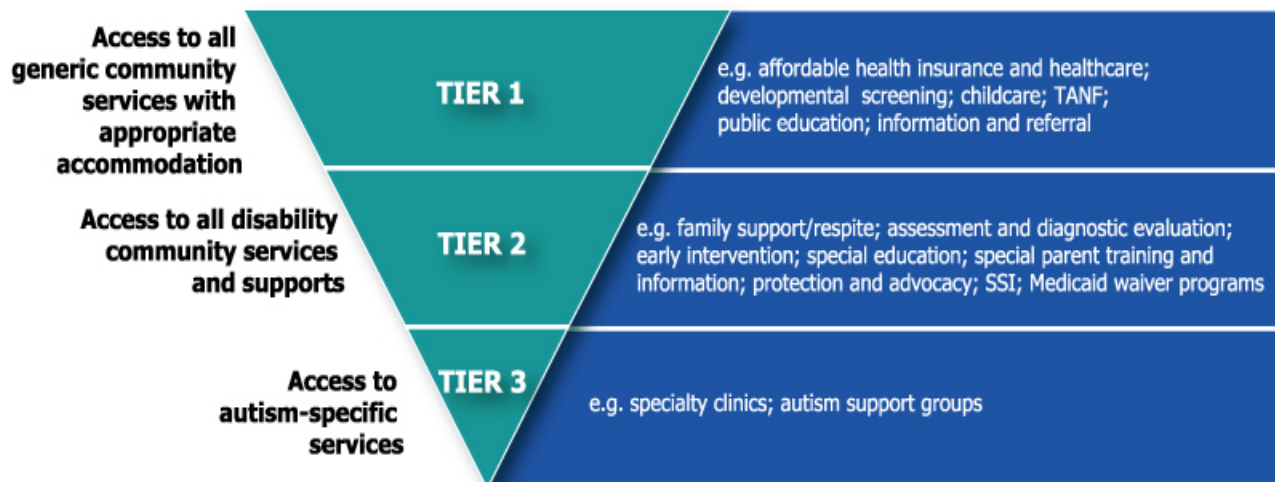 Access to all
generic community
services with
appropriate
accommodation
TIER 1
e.g. affordable health insurance and healthcare;
developmental screening; childcare; TANF;
public education; information and referral
Access to all disability
community services
and supports
TIER 2
e.g. family support/respite; assessment and diagnostic evaluation;
early intervention; special education; special parent training and
information; protection and advocacy; SSI; Medicaid waiver programs
Access to
autism-specific
services
TIER 3
e.g. specialty clinics; autism support groups